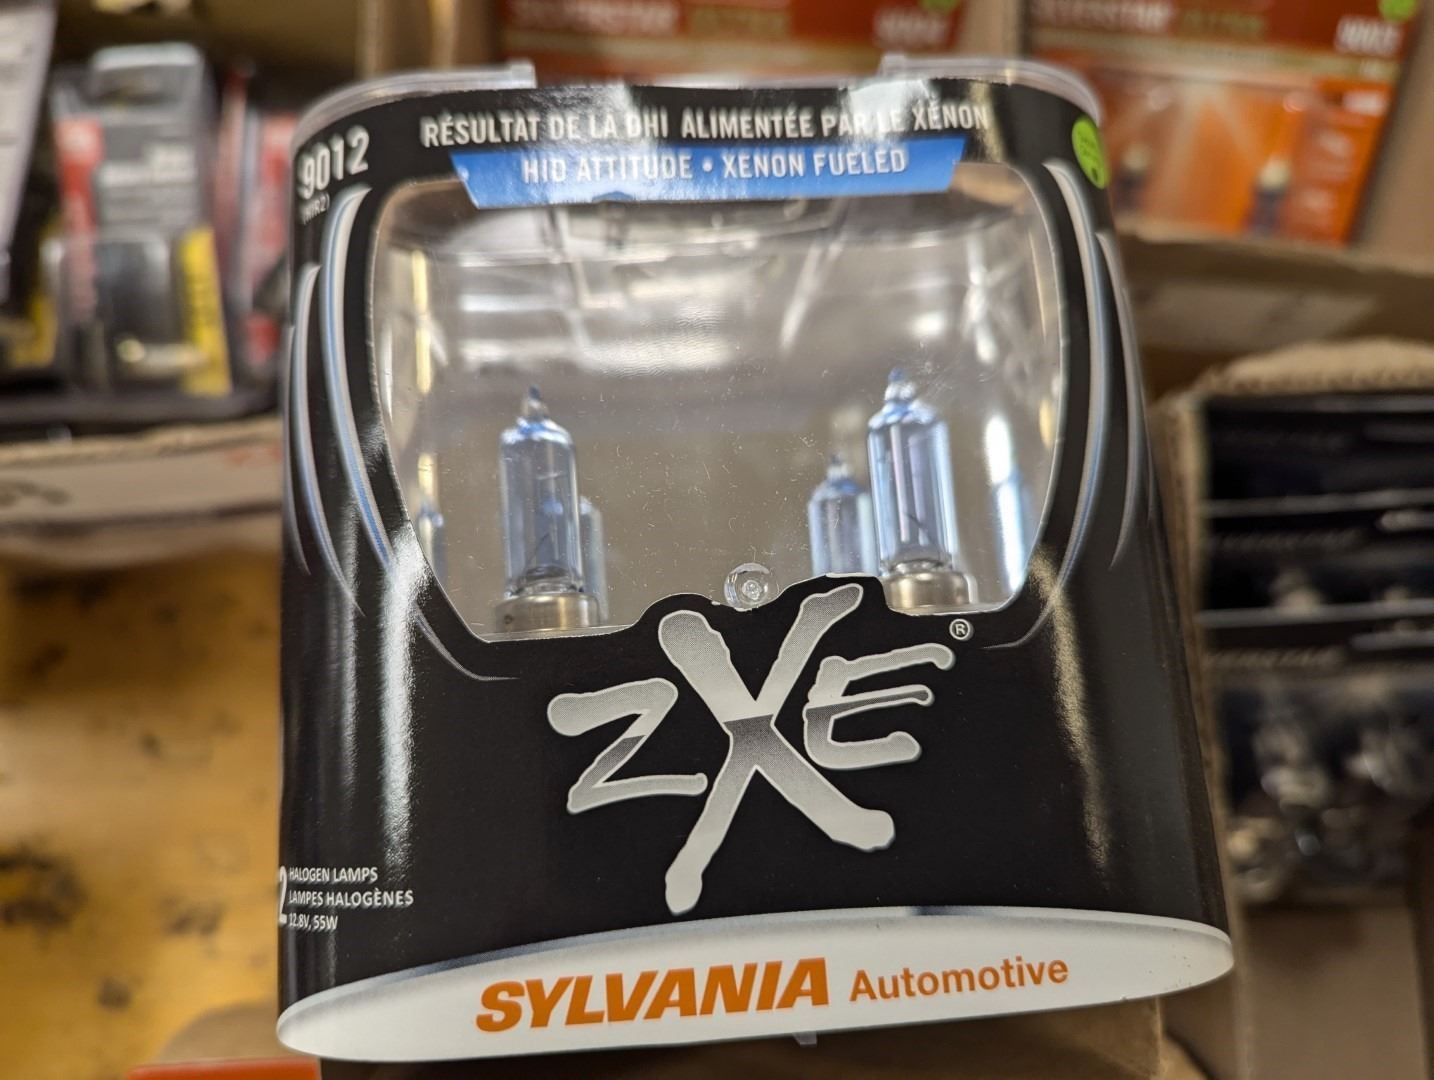 RÉSULTAT DE LA DHI ALIMENTÉE PAR LE XÉNON
HID ATTITUDE • XENON FUELED
9012
(HIR2)
ZXE®
2 HALOGEN LAMPS
LAMPES HALOGÈNES
12.8V, 55W
SYLVANIA Automotive